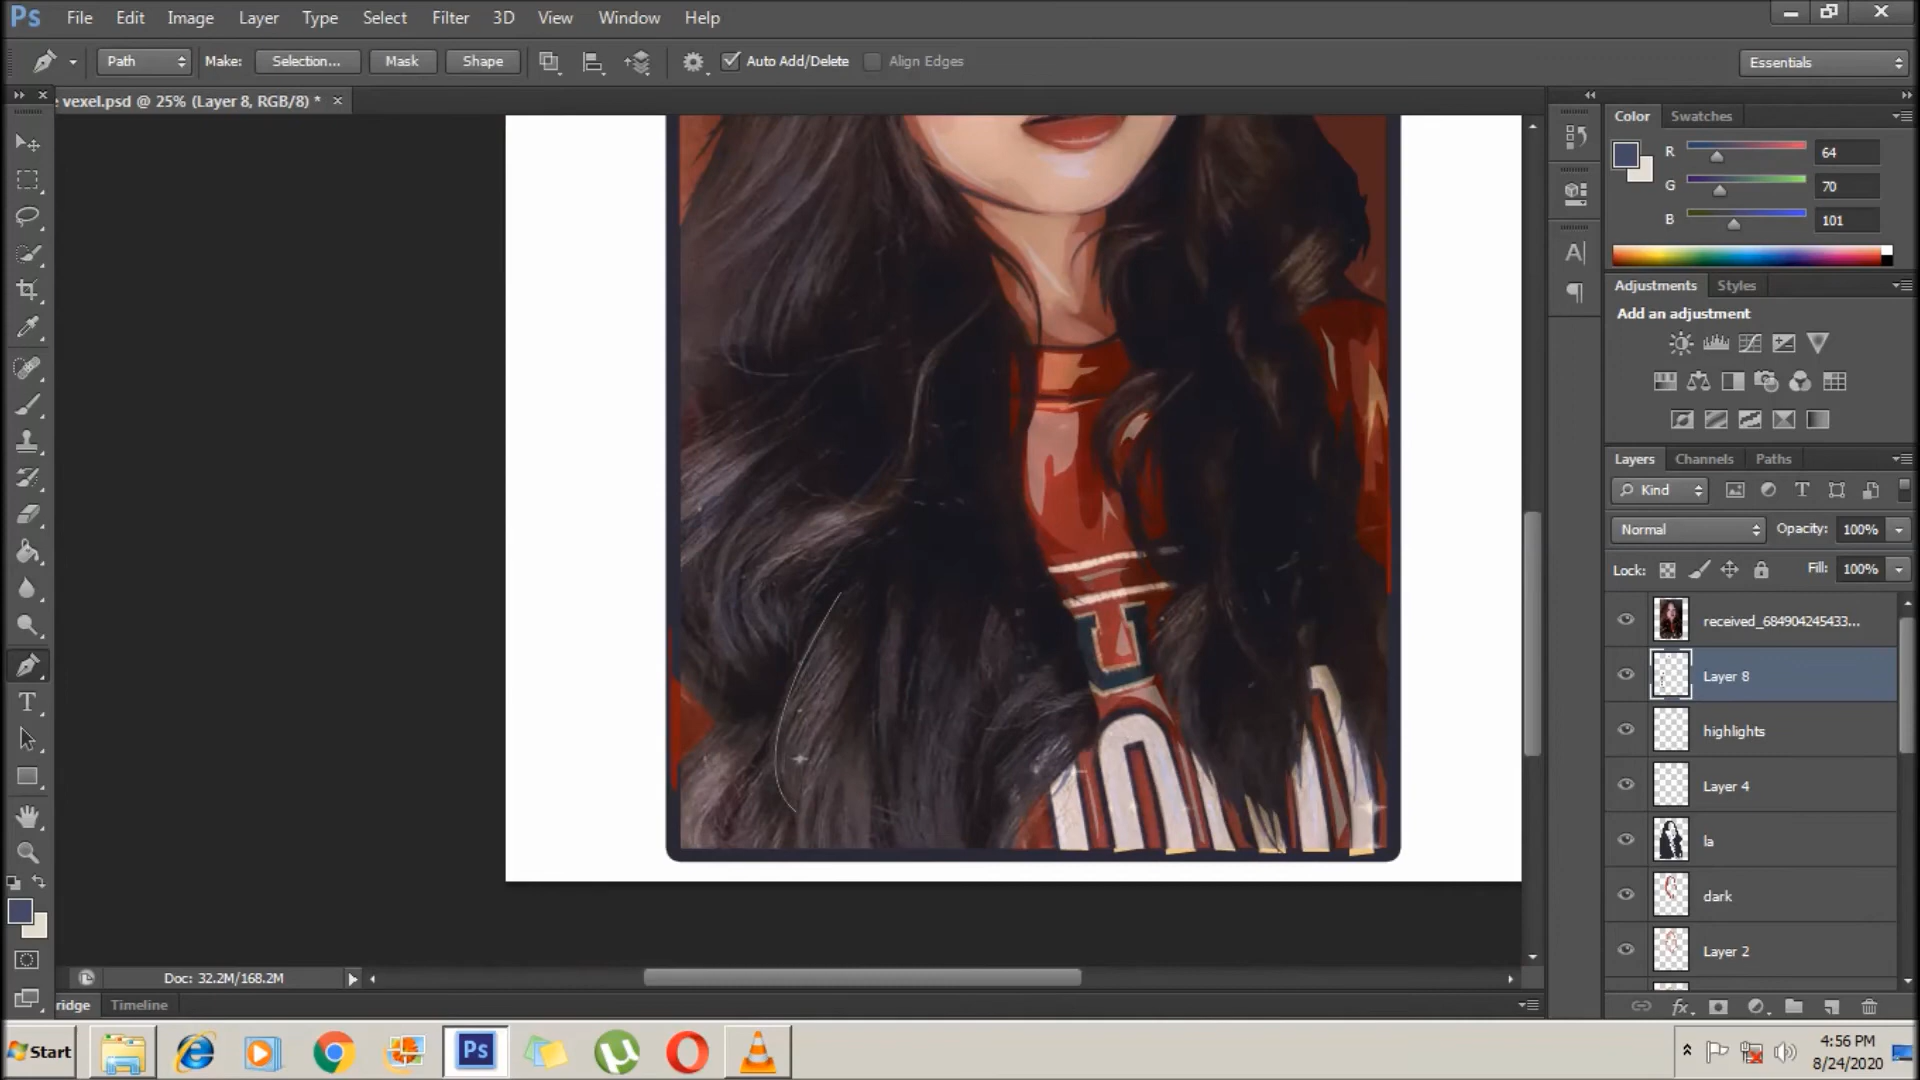 Ps File Edit Image Layer Type Select Filter 3D View Window Help
Path Make: Selection... Mask Shape Auto Add/Delete Align Edges Essentials
e vexel.psd @ 25% (Layer 8, RGB/8) * ×
Color Swatches
R 64
G 70
B 101
Adjustments Styles
Add an adjustment
Layers Channels Paths
Kind
Normal Opacity: 100%
Lock: Fill: 100%
received_684904245433...
Layer 8
highlights
Layer 4
la
dark
Layer 2
Doc: 32.2M/168.2M
ridge Timeline
Start Ps 4:56 PM
8/24/2020